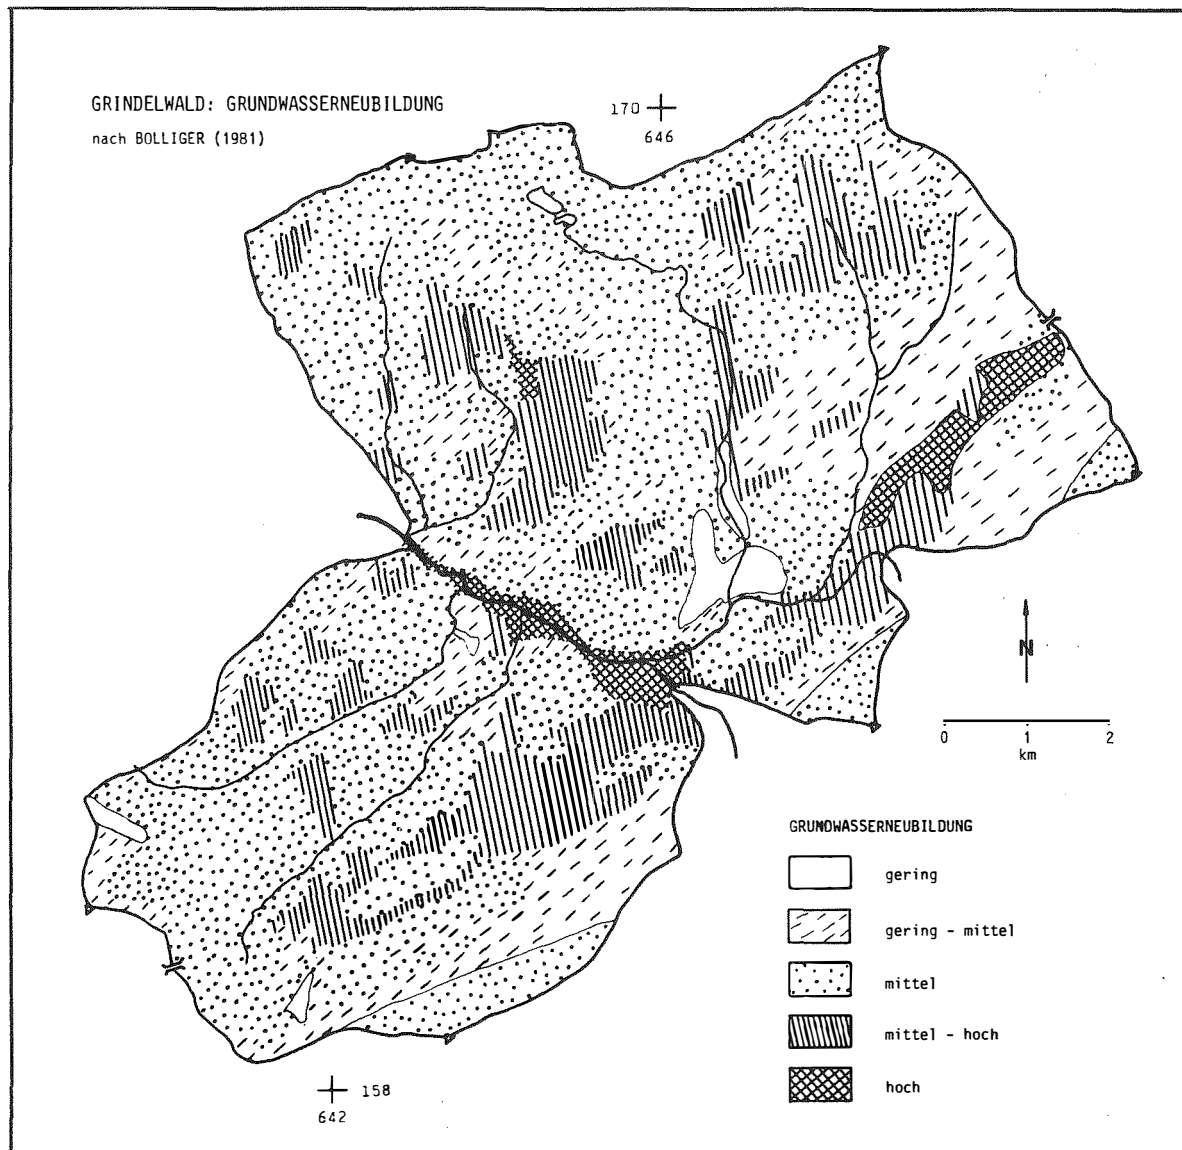 GRINDELWALD: GRUNDWASSERNEUBILDUNG
nach BOLLIGER (1981)
170
646
N
0 1 2
km
GRUNDWASSERNEUBILDUNG
gering
gering - mittel
mittel
mittel - hoch
hoch
158
642